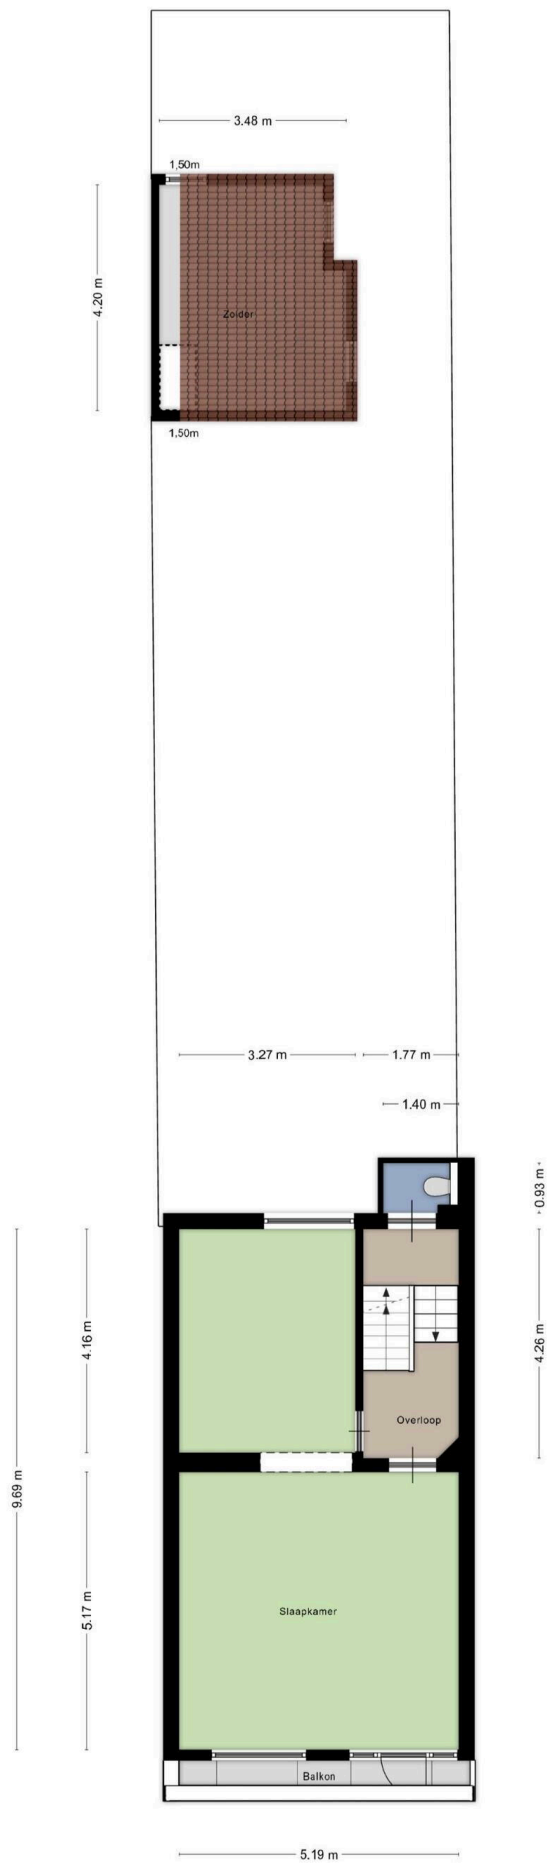 3.48 m
1,50m
4.20 m
Zolder
1,50m
3.27 m
1.77 m
1.40 m
0.93 m
4.16 m
4.26 m
Overloop
9.69 m
5.17 m
Slaapkamer
Balkon
5.19 m